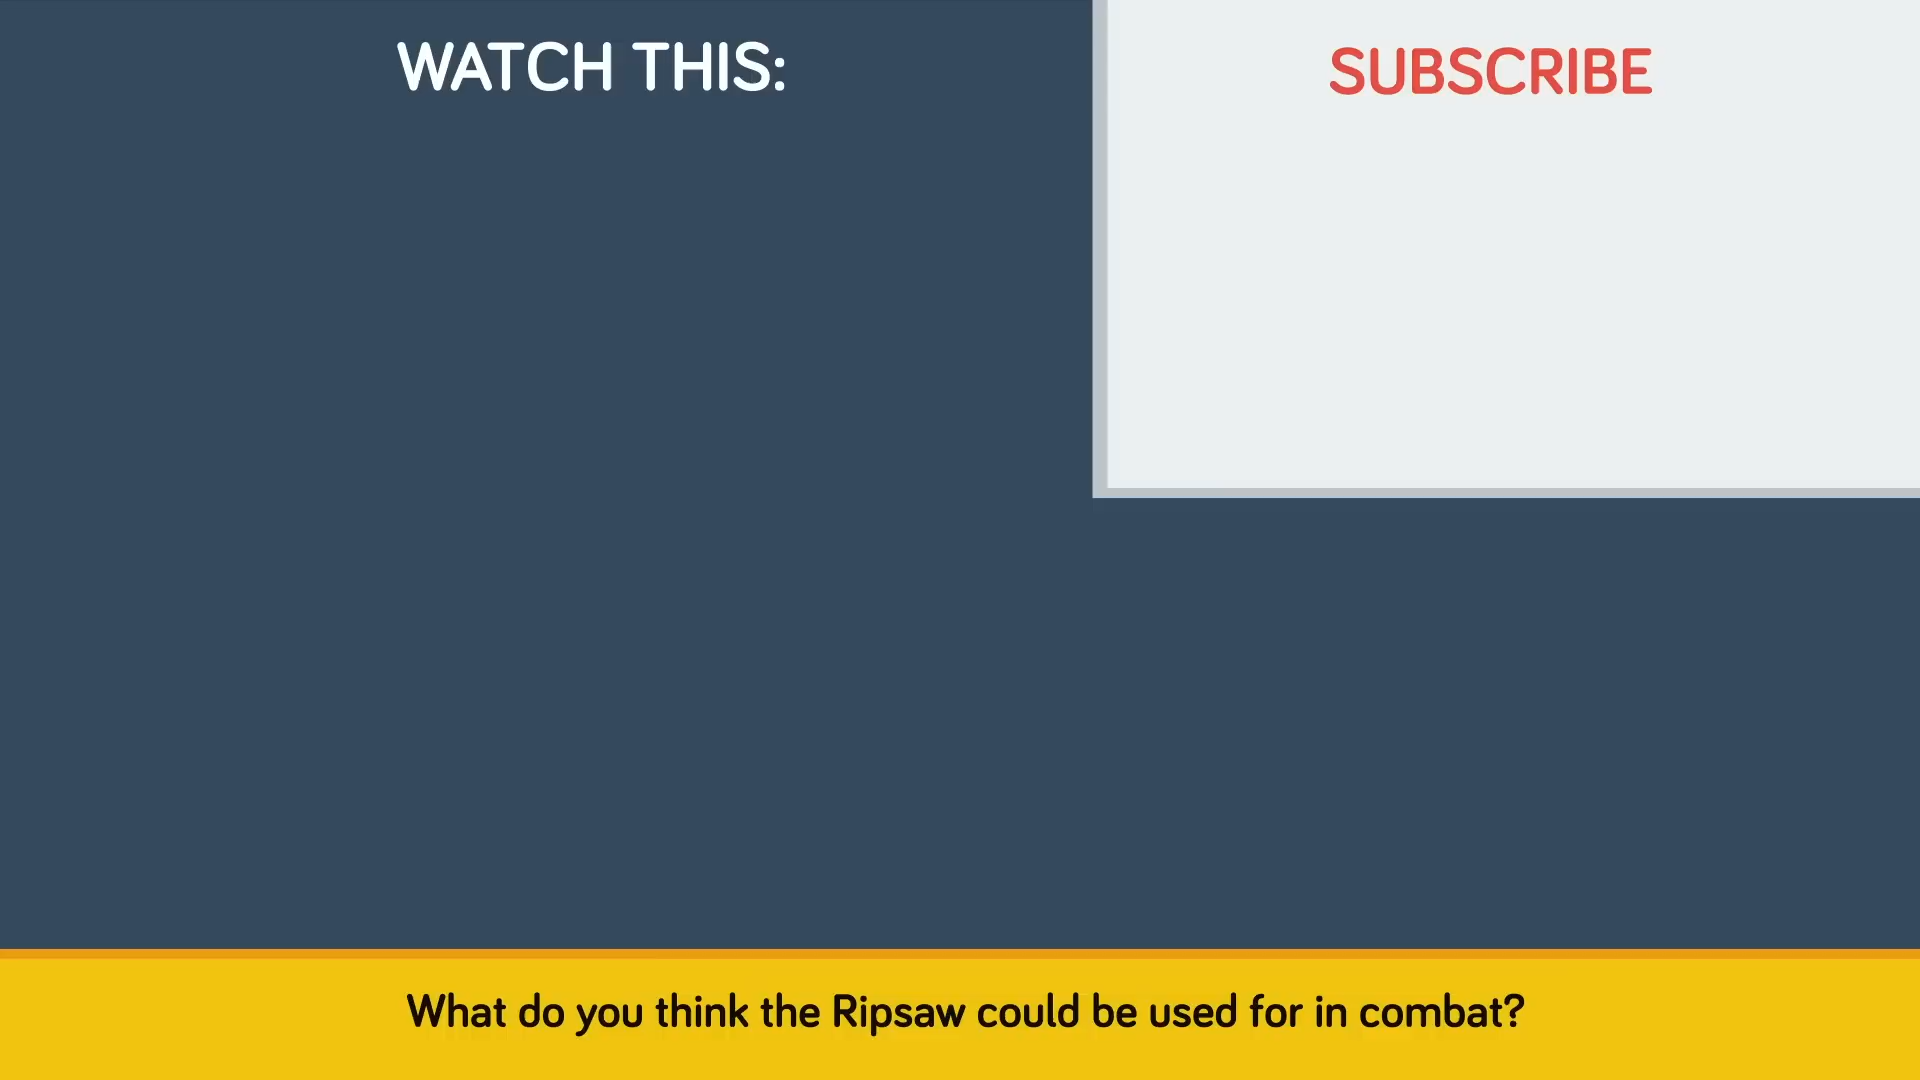 WATCH THIS:
SUBSCRIBE
What do you think the Ripsaw could be used for in combat?